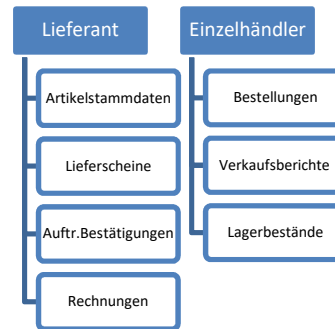 Lieferant
Artikelstammdaten
Lieferscheine
Auftr.Bestätigungen
Rechnungen
Einzelhändler
Bestellungen
Verkaufsberichte
Lagerbestände